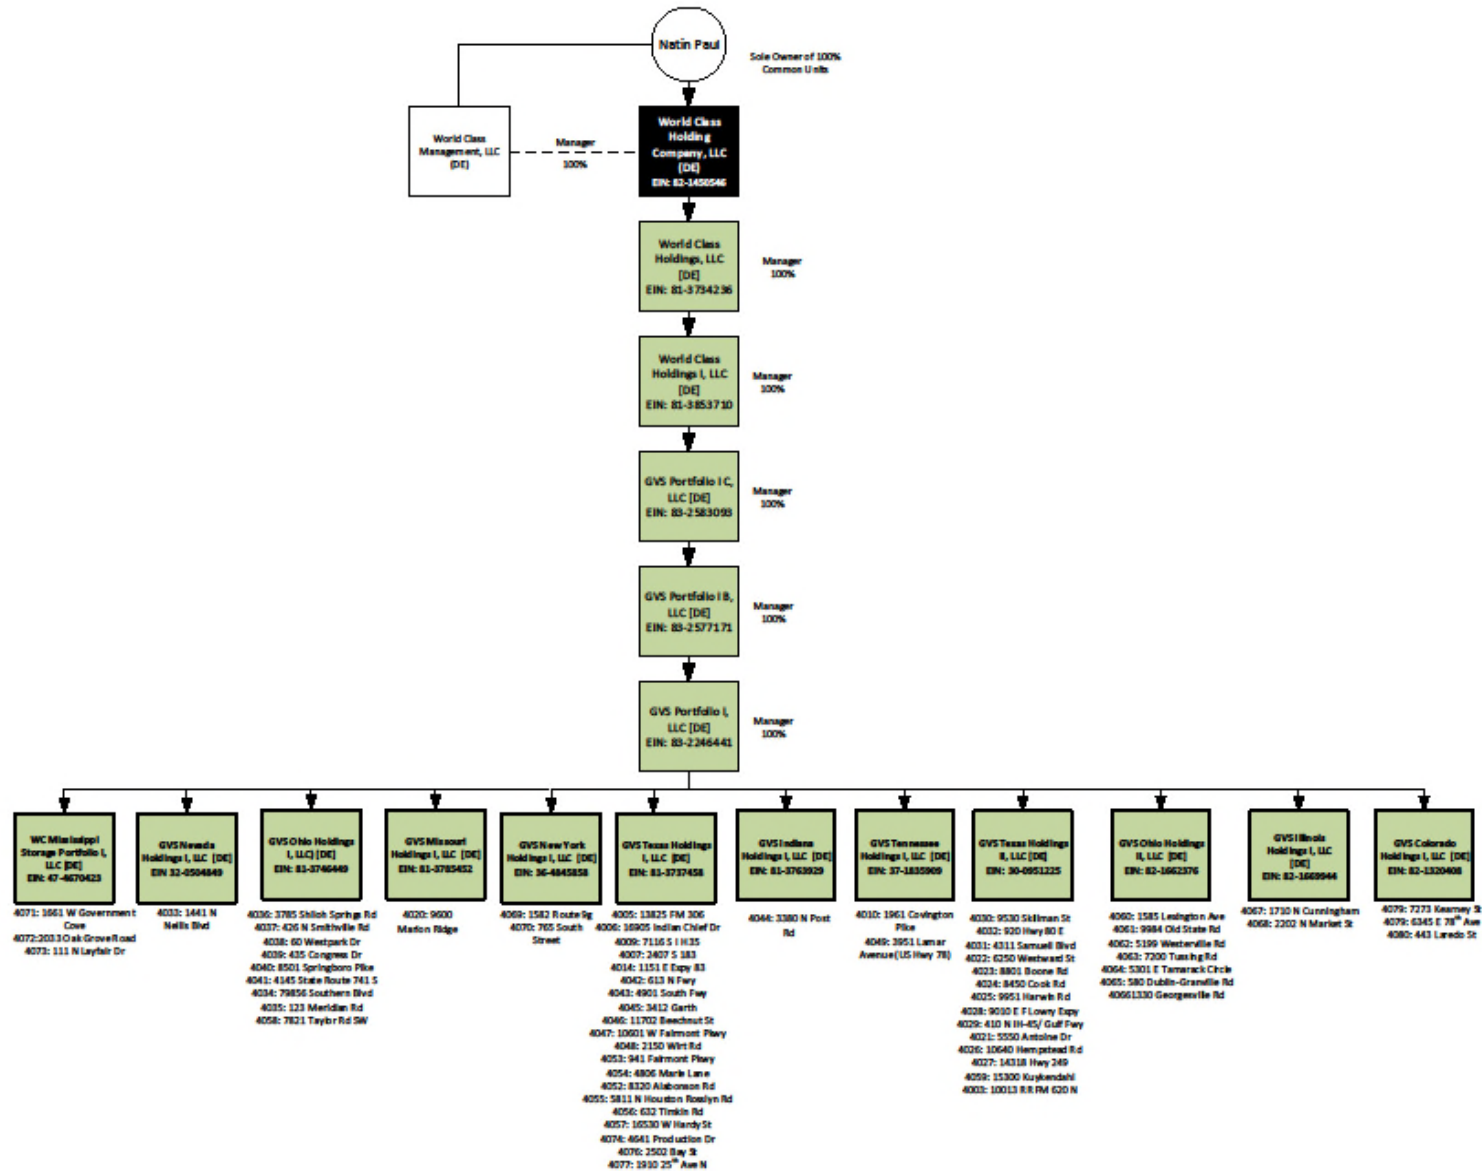 Natin Paul
Sole Owner of 100%
Common Units
World Class
Management, LLC
(DE)
Manager
100%
World Class
Holding
Company, LLC
(DE)
EIN: 82-1450546
World Class
Holdings, LLC
[DE]
EIN: 81-3734236
Manager
100%
World Class
Holdings I, LLC
[DE]
EIN: 81-3853710
Manager
100%
GVS Portfolio I C,
LLC [DE]
EIN: 83-2583093
Manager
100%
GVS Portfolio I B,
LLC [DE]
EIN: 83-2577171
Manager
100%
GVS Portfolio I,
LLC [DE]
EIN: 83-2246441
Manager
100%
WC Mississippi
Storage Portfolio I,
LLC [DE]
EIN: 47-4670423
4071: 1661 W Government
Cove
4072:2033 Oak Grove Road
4073: 111 N Layfair Dr
GVS Nevada
Holdings I, LLC [DE]
EIN 32-0504849
4033: 1441 N
Nellis Blvd
GVS Ohio Holdings
I, LLC) [DE]
EIN: 81-3746449
4036: 3785 Shiloh Springs Rd
4037: 426 N Smithville Rd
4038: 60 Westpark Dr
4039: 435 Congress Dr
4040: 8501 Springboro Pike
4041: 4145 State Route 741 S
4034: 79856 Southern Blvd
4035: 123 Meridian Rd
4058: 7821 Taylor Rd SW
GVS Missouri
Holdings I, LLC [DE]
EIN: 81-3785452
4020: 9600
Marion Ridge
GVS New York
Holdings I, LLC [DE]
EIN: 36-4845858
4069: 1582 Route 9g
4070: 765 South
Street
GVS Texas Holdings
I, LLC [DE]
EIN: 81-3737458
4005: 13825 FM 306
4006: 16905 Indian Chief Dr
4009: 7116 S I H 35
4007: 2407 S 183
4014: 1151 E Expy 83
4042: 613 N Fwy
4043: 4901 South Fwy
4045: 3412 Garth
4046: 11702 Beechnut St
4047: 10601 W Fairmont Pkwy
4048: 2150 Wirt Rd
4053: 941 Fairmont Pkwy
4054: 4806 Marie Lane
4052: 8320 Alabonson Rd
4055: 5811 N Houston Rosslyn Rd
4056: 632 Timkin Rd
4057: 16530 W Hardy St
4074: 4641 Production Dr
4076: 2502 Bay St
4077: 1910 25th Ave N
GVS Indiana
Holdings I, LLC [DE]
EIN: 81-3763929
4044: 3380 N Post
Rd
GVS Tennessee
Holdings I, LLC [DE]
EIN: 37-1835909
4010: 1961 Covington
Pike
4049: 3951 Lamar
Avenue (US Hwy 78)
GVS Texas Holdings
II, LLC [DE]
EIN: 30-0951225
4030: 9530 Skillman St
4032: 920 Hwy 80 E
4031: 4311 Samuell Blvd
4022: 6250 Westward St
4023: 8801 Boone Rd
4024: 8450 Cook Rd
4025: 9951 Harwin Rd
4028: 9010 E F Lowry Expy
4029: 410 N IH-45/ Gulf Fwy
4021: 5550 Antoine Dr
4026: 10640 Hempstead Rd
4027: 14318 Hwy 249
4059: 15300 Kuykendahl
4003: 10013 RR FM 620 N
GVS Ohio Holdings
II, LLC [DE]
EIN: 82-1662376
4060: 1585 Lexington Ave
4061: 9984 Old State Rd
4062: 5199 Westerville Rd
4063: 7200 Tussing Rd
4064: 5301 E Tamarack Circle
4065: 580 Dublin-Granville Rd
40661330 Georgesville Rd
GVS Illinois
Holdings I, LLC
[DE]
EIN: 82-1669944
4067: 1710 N Cunningham
4068: 2202 N Market St
GVS Colorado
Holdings I, LLC [DE]
EIN: 82-1320408
4079: 7273 Kearney St
4079: 6345 E 78th Ave
4080: 443 Laredo St